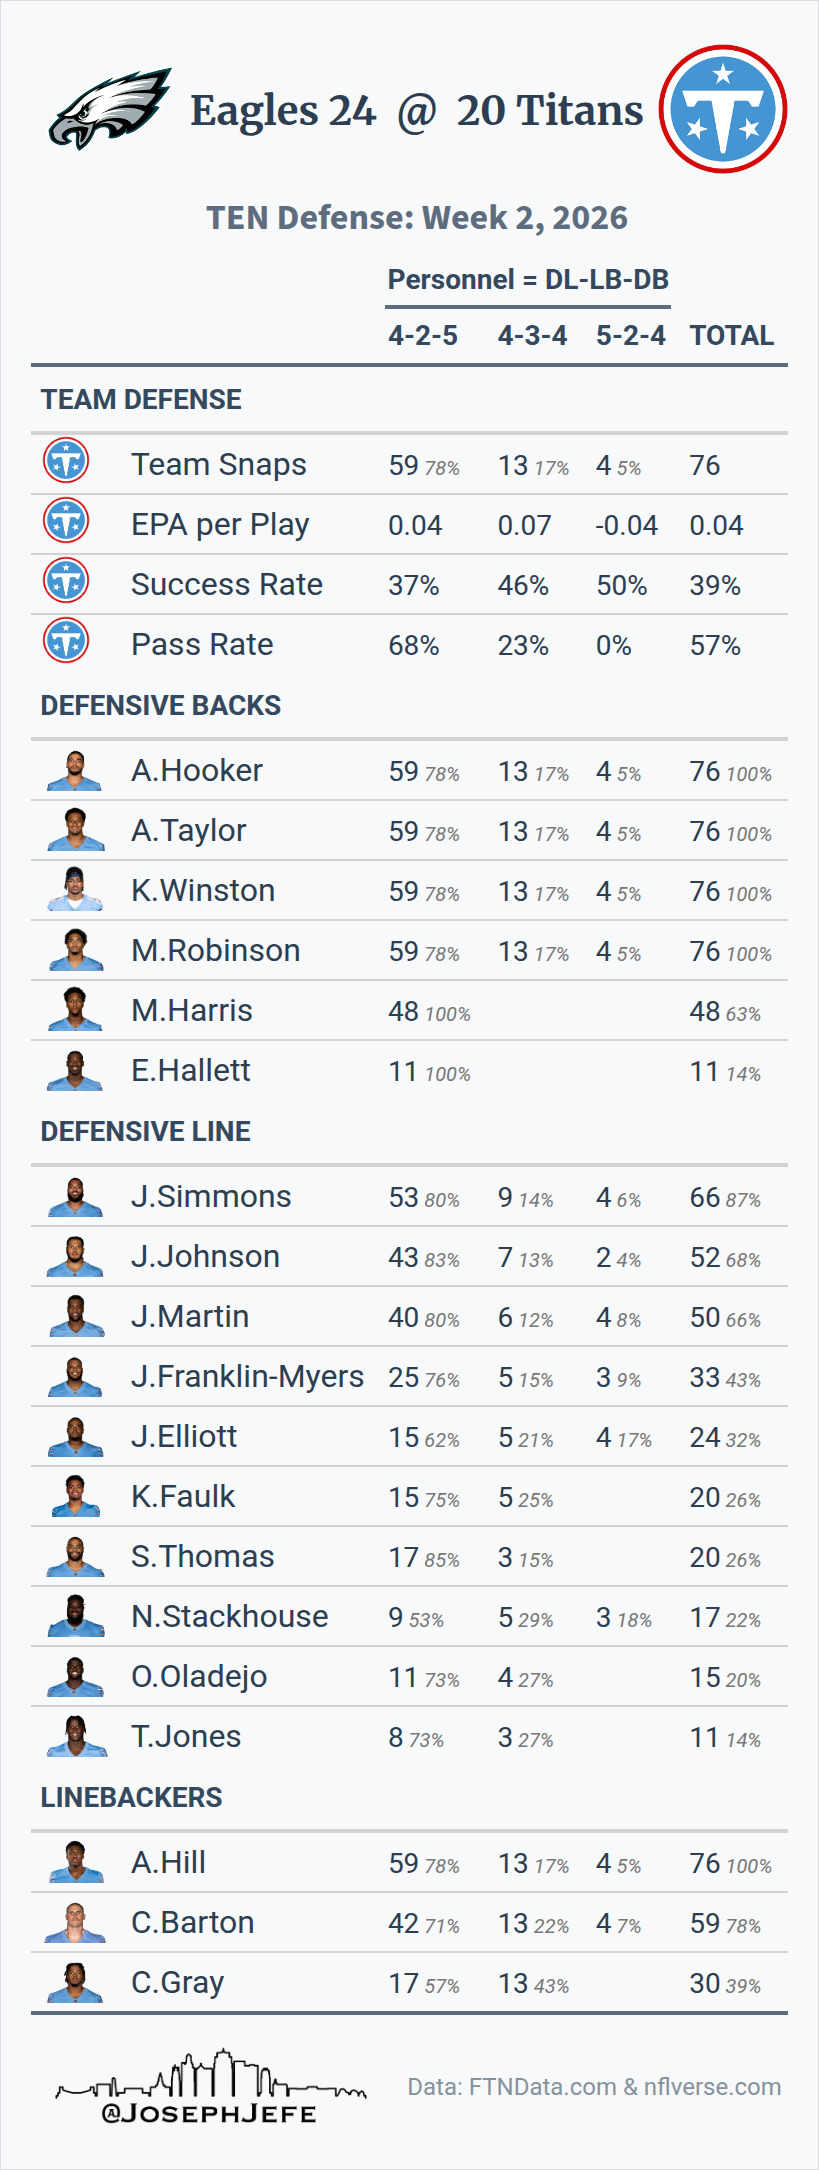 Eagles 24 @ 20 Titans
TEN Defense: Week 2, 2026
Personnel = DL-LB-DB
4-2-5 4-3-4 5-2-4 TOTAL
TEAM DEFENSE
Team Snaps 59 78% 13 17% 4 5% 76
EPA per Play 0.04 0.07 -0.04 0.04
Success Rate 37% 46% 50% 39%
Pass Rate 68% 23% 0% 57%
DEFENSIVE BACKS
A.Hooker 59 78% 13 17% 4 5% 76 100%
A.Taylor 59 78% 13 17% 4 5% 76 100%
K.Winston 59 78% 13 17% 4 5% 76 100%
M.Robinson 59 78% 13 17% 4 5% 76 100%
M.Harris 48 100% 48 63%
E.Hallett 11 100% 11 14%
DEFENSIVE LINE
J.Simmons 53 80% 9 14% 4 6% 66 87%
J.Johnson 43 83% 7 13% 2 4% 52 68%
J.Martin 40 80% 6 12% 4 8% 50 66%
J.Franklin-Myers 25 76% 5 15% 3 9% 33 43%
J.Elliott 15 62% 5 21% 4 17% 24 32%
K.Faulk 15 75% 5 25% 20 26%
S.Thomas 17 85% 3 15% 20 26%
N.Stackhouse 9 53% 5 29% 3 18% 17 22%
O.Oladejo 11 73% 4 27% 15 20%
T.Jones 8 73% 3 27% 11 14%
LINEBACKERS
A.Hill 59 78% 13 17% 4 5% 76 100%
C.Barton 42 71% 13 22% 4 7% 59 78%
C.Gray 17 57% 13 43% 30 39%
@JOSEPHJEFE
Data: FTNData.com & nflverse.com